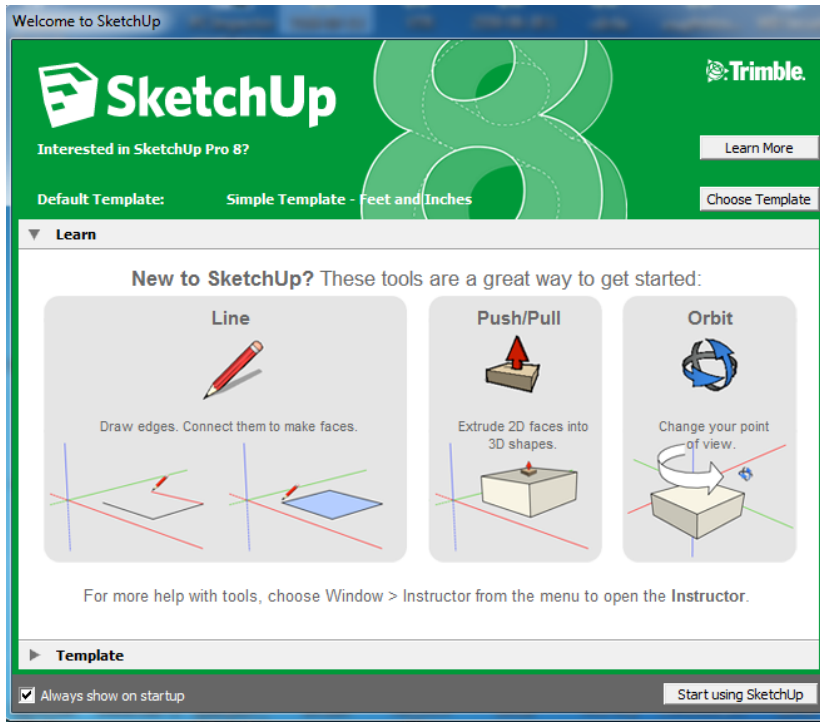 Welcome to SketchUp
SketchUp
Trimble.
8
Interested in SketchUp Pro 8?
Learn More
Default Template: Simple Template - Feet and Inches
Choose Template
Learn
New to SketchUp? These tools are a great way to get started:
Line
Push/Pull
Orbit
Draw edges. Connect them to make faces.
Extrude 2D faces into
3D shapes.
Change your point
of view.
For more help with tools, choose Window > Instructor from the menu to open the Instructor.
Template
Always show on startup
Start using SketchUp